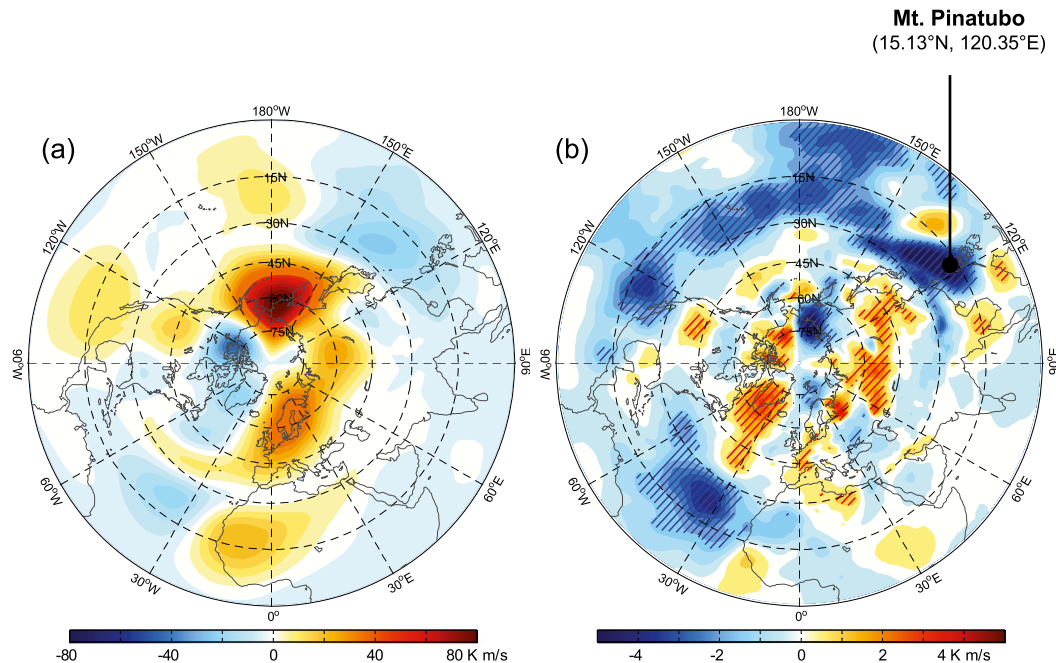 Mt. Pinatubo
(15.13°N, 120.35°E)
(a)
180°W
150°W
150°E
120°W
120°E
90°W
90°E
60°W
60°E
30°W
30°E
0°
15N
30N
45N
60N
75N
-80 -40 0 40 80 K m/s
(b)
180°W
150°W
150°E
120°W
120°E
90°W
90°E
60°W
60°E
30°W
30°E
0°
15N
30N
45N
60N
75N
-4 -2 0 2 4 K m/s